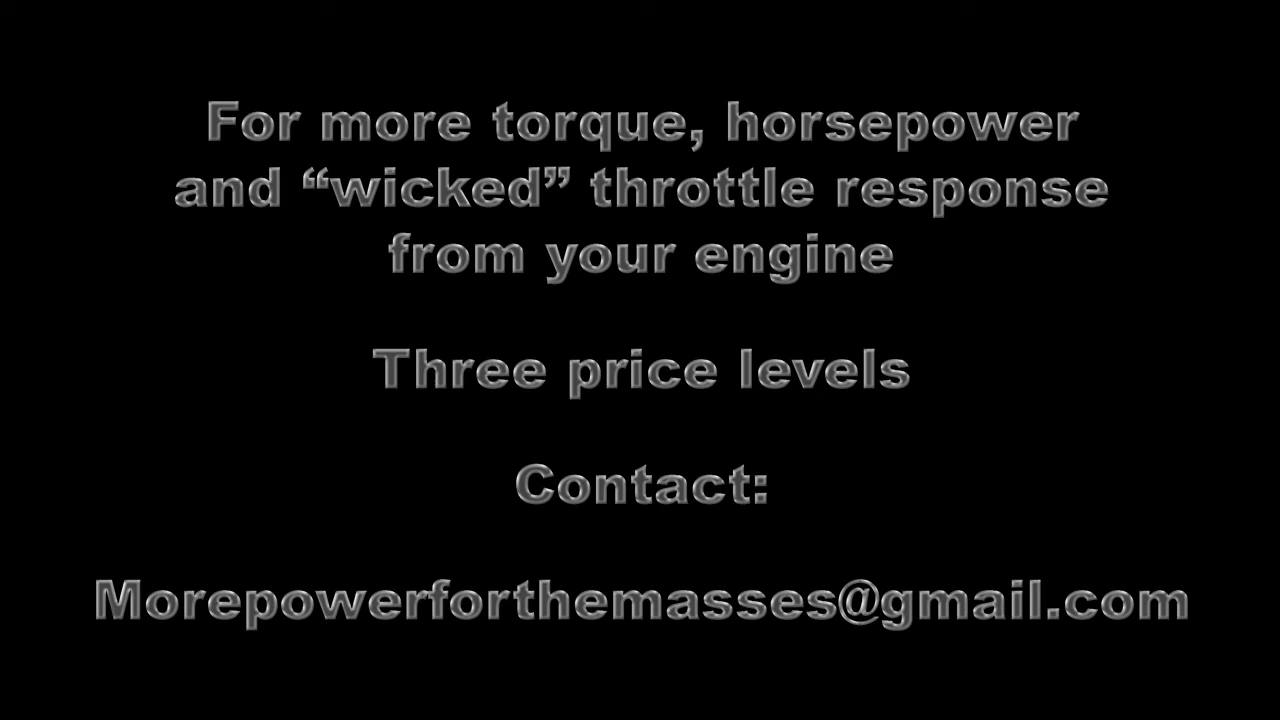 For more torque, horsepower
and “wicked” throttle response
from your engine
Three price levels
Contact:
Morepowerforthemasses@gmail.com